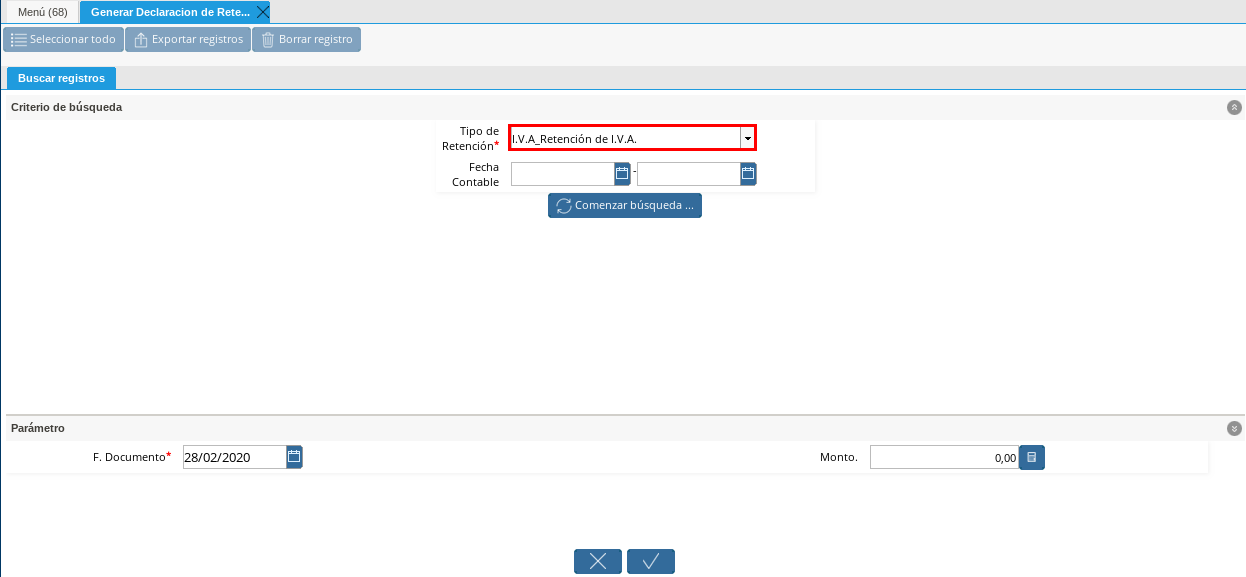 Menú (68) Generar Declaracion de Rete...
Seleccionar todo Exportar registros Borrar registro
Buscar registros
Criterio de búsqueda
Tipo de
Retención*
I.V.A_Retención de I.V.A.
Fecha
Contable
-
Comenzar búsqueda ...
Parámetro
F. Documento* 28/02/2020 Monto. 0,00